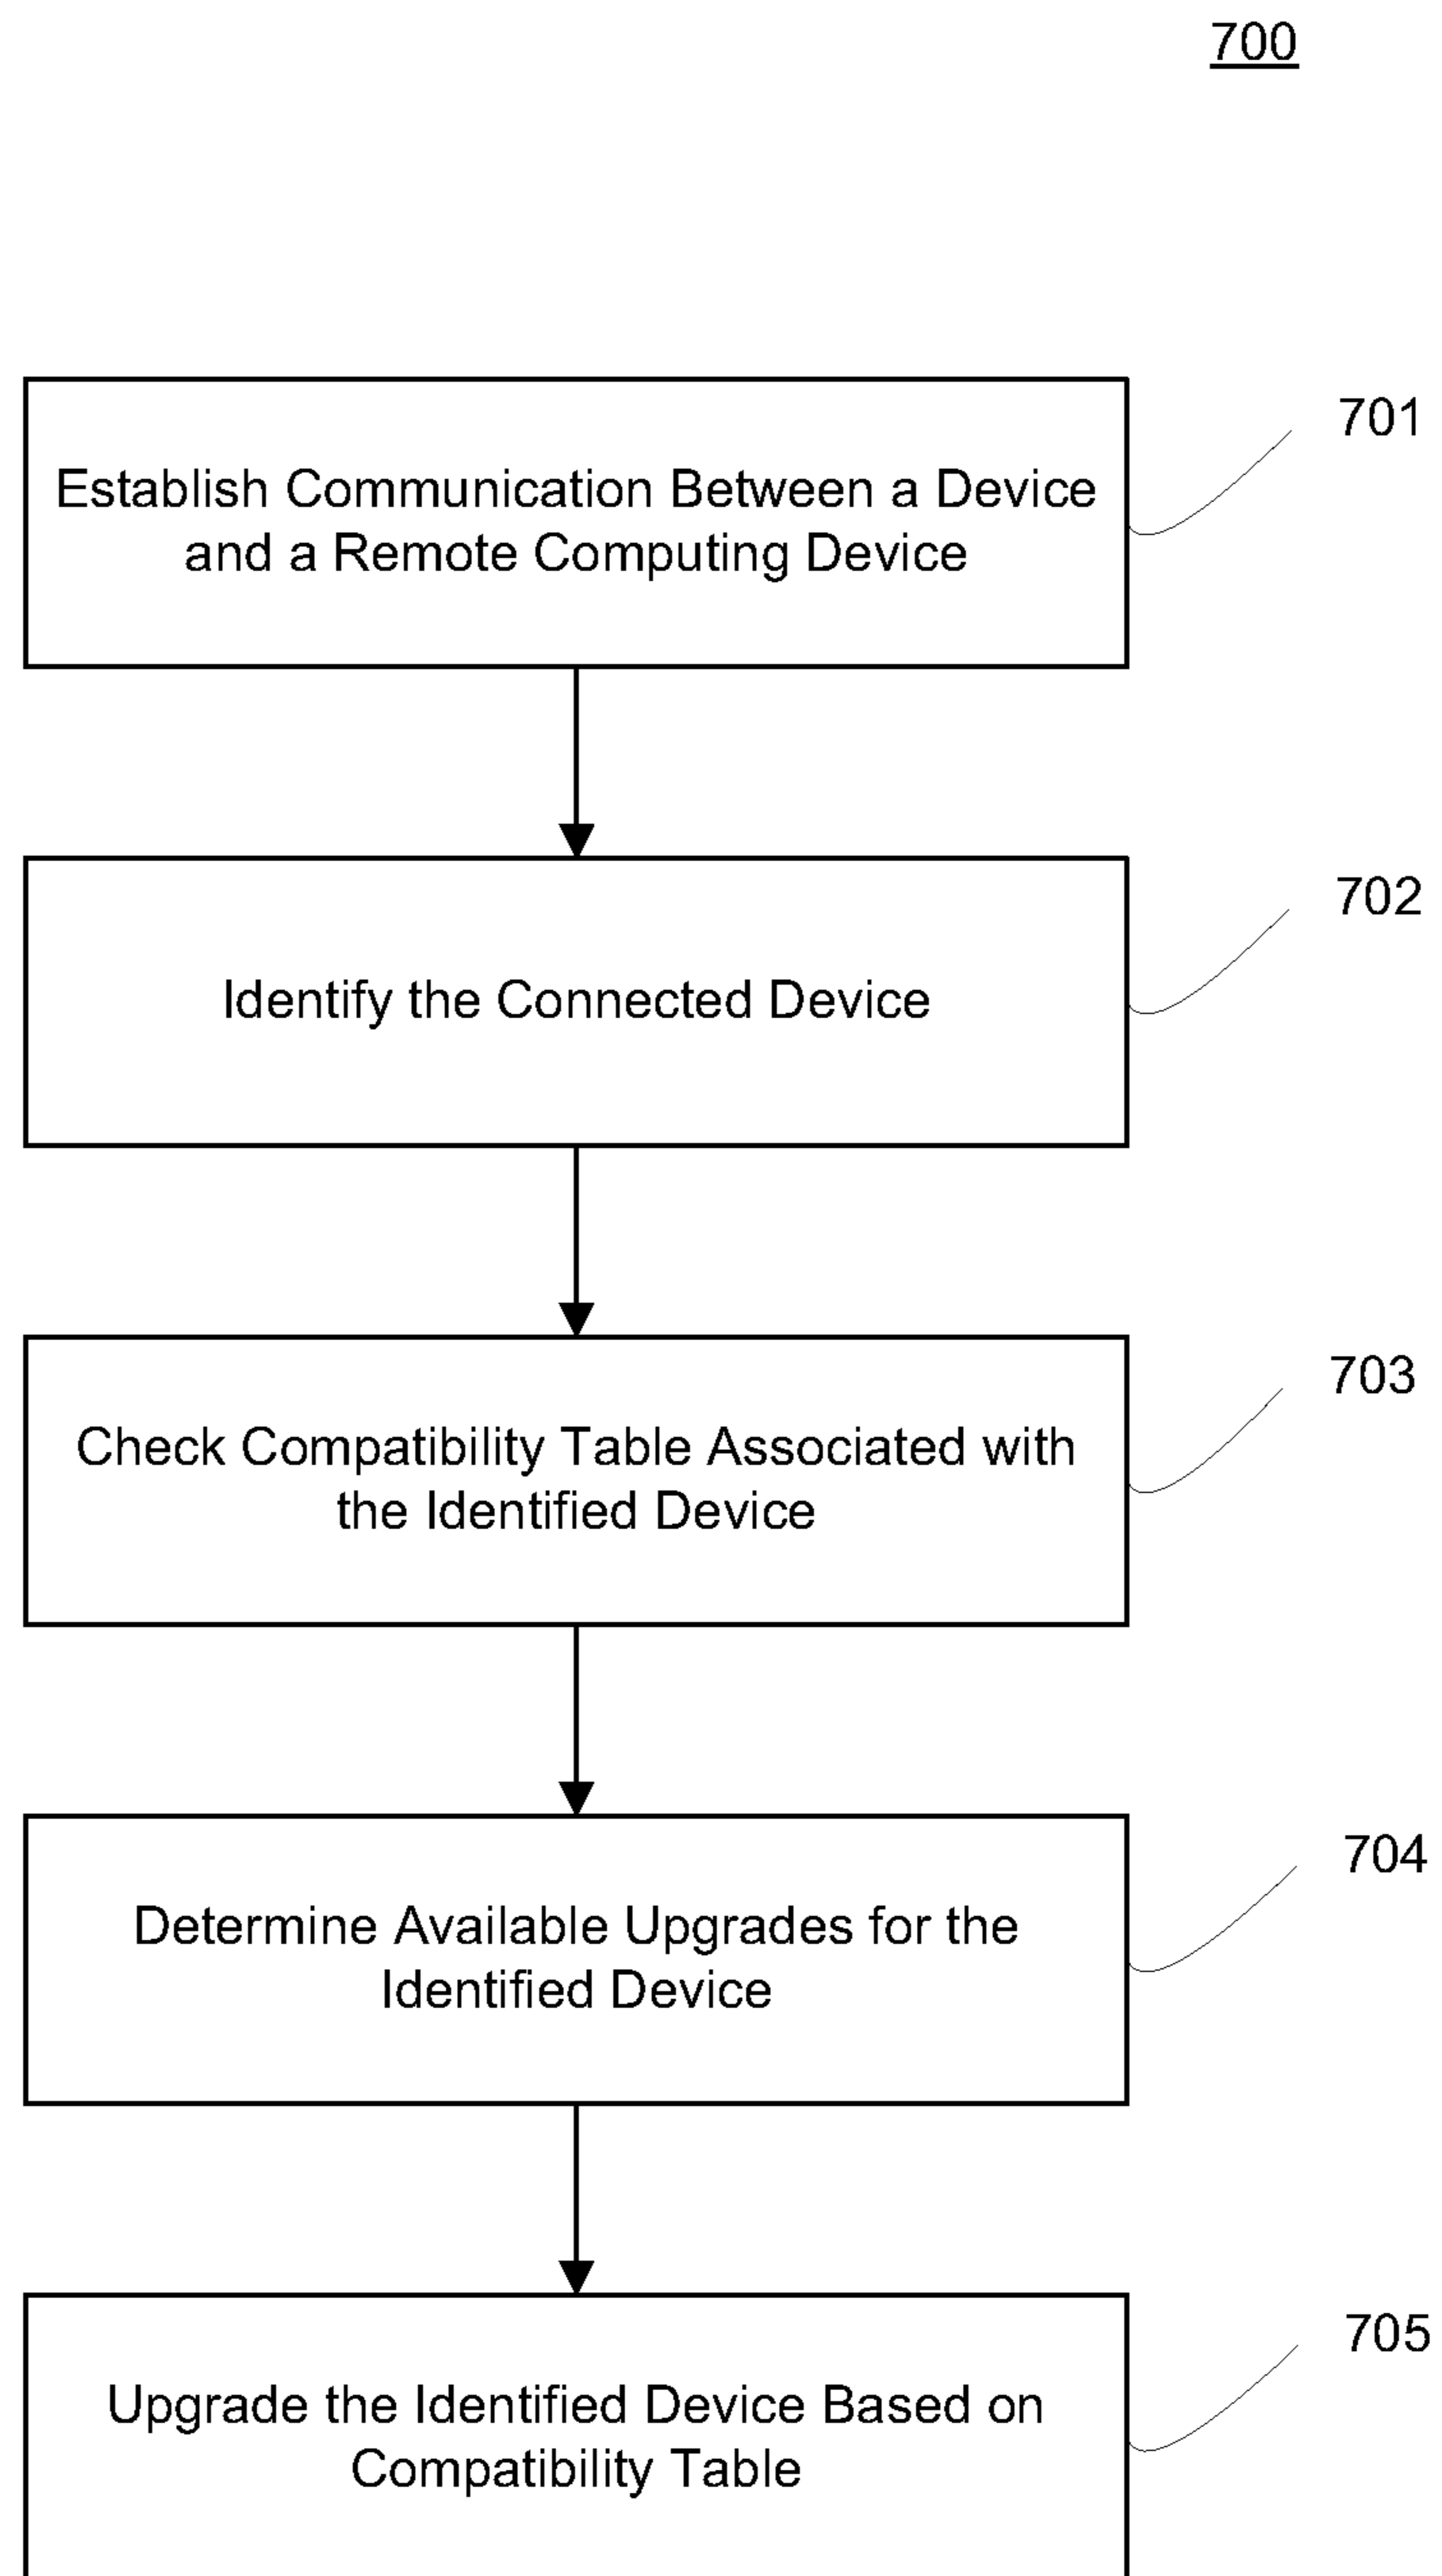 700
701
Establish Communication Between a Device
and a Remote Computing Device
702
Identify the Connected Device
703
Check Compatibility Table Associated with
the Identified Device
704
Determine Available Upgrades for the
Identified Device
705
Upgrade the Identified Device Based on
Compatibility Table